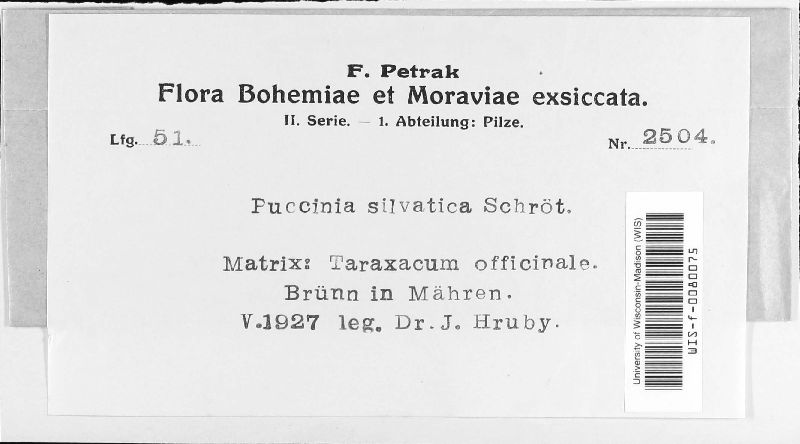 F. Petrak
Flora Bohemiae et Moraviae exsiccata.
II. Serie. — 1. Abteilung: Pilze.
Lfg. 51.
Nr. 2504.
Puccinia silvatica Schröt.
Matrix: Taraxacum officinale.
Brünn in Mähren.
V.1927 leg. Dr. J. Hruby.
University of Wisconsin-Madison (WIS)
WIS-f-0080075